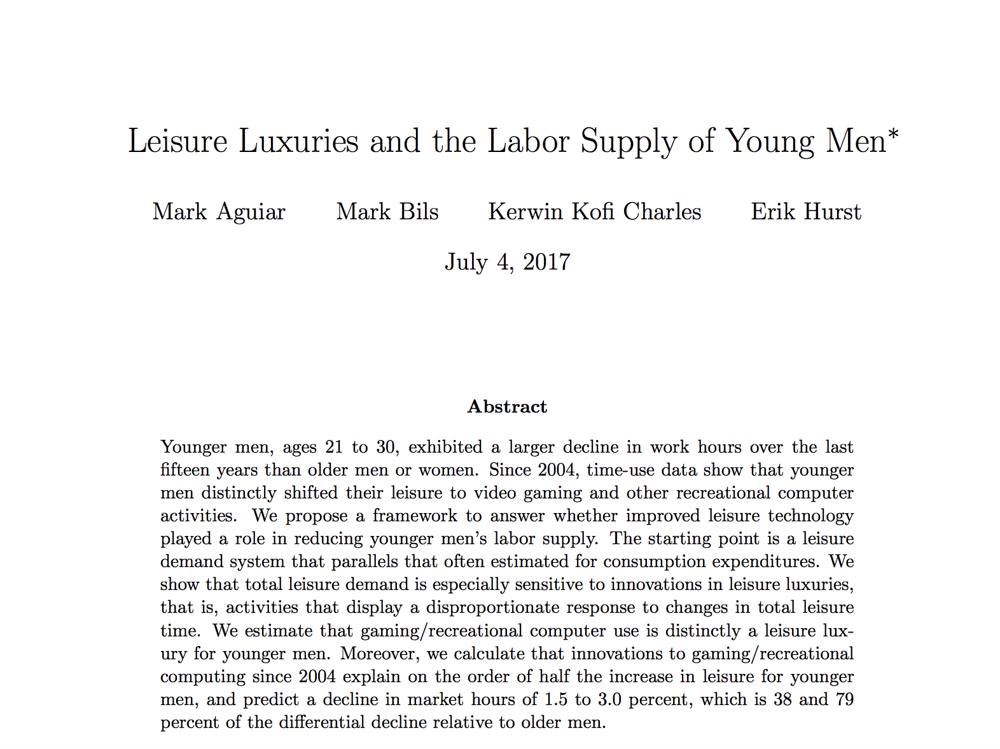 Leisure Luxuries and the Labor Supply of Young Men*
Mark Aguiar Mark Bils Kerwin Kofi Charles Erik Hurst
July 4, 2017
Abstract
Younger men, ages 21 to 30, exhibited a larger decline in work hours over the last
fifteen years than older men or women. Since 2004, time-use data show that younger
men distinctly shifted their leisure to video gaming and other recreational computer
activities. We propose a framework to answer whether improved leisure technology
played a role in reducing younger men's labor supply. The starting point is a leisure
demand system that parallels that often estimated for consumption expenditures. We
show that total leisure demand is especially sensitive to innovations in leisure luxuries,
that is, activities that display a disproportionate response to changes in total leisure
time. We estimate that gaming/recreational computer use is distinctly a leisure lux-
ury for younger men. Moreover, we calculate that innovations to gaming/recreational
computing since 2004 explain on the order of half the increase in leisure for younger
men, and predict a decline in market hours of 1.5 to 3.0 percent, which is 38 and 79
percent of the differential decline relative to older men.